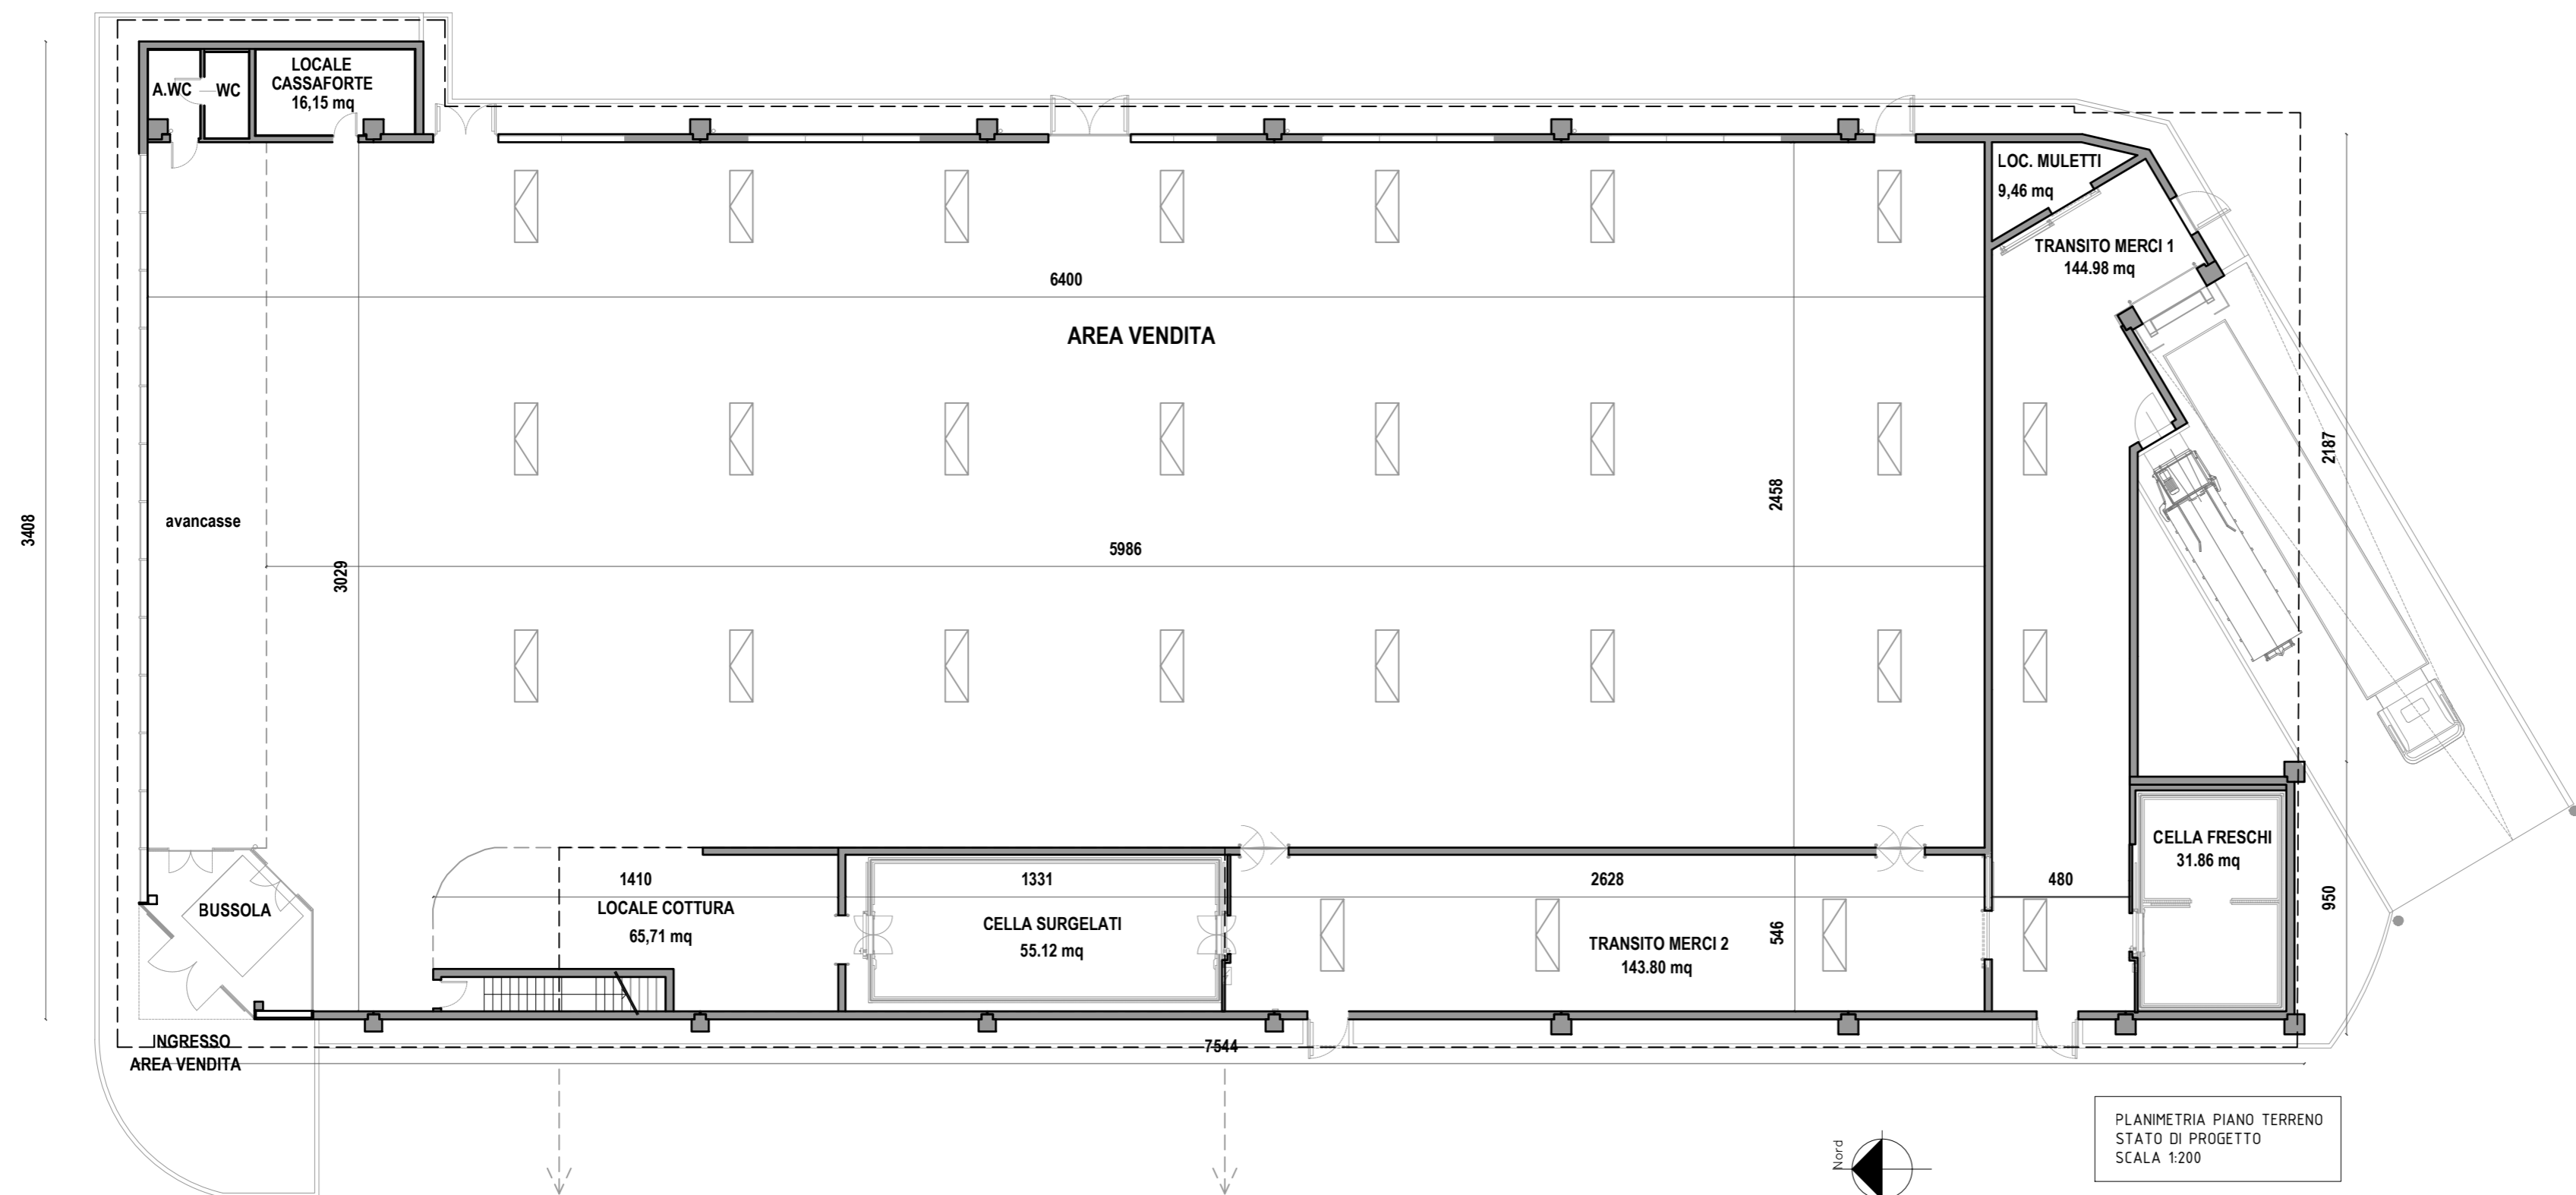 A.WC
WC
LOCALE
CASSAFORTE
16,15 mq
LOC. MULETTI
9,46 mq
TRANSITO MERCI 1
144.98 mq
6400
AREA VENDITA
2187
2458
3408
avancasse
5986
3029
CELLA FRESCHI
31.86 mq
1410
1331
2628
480
950
BUSSOLA
LOCALE COTTURA
65,71 mq
CELLA SURGELATI
55.12 mq
546
TRANSITO MERCI 2
143.80 mq
INGRESSO
AREA VENDITA
7544
Nord
PLANIMETRIA PIANO TERRENO
STATO DI PROGETTO
SCALA 1:200